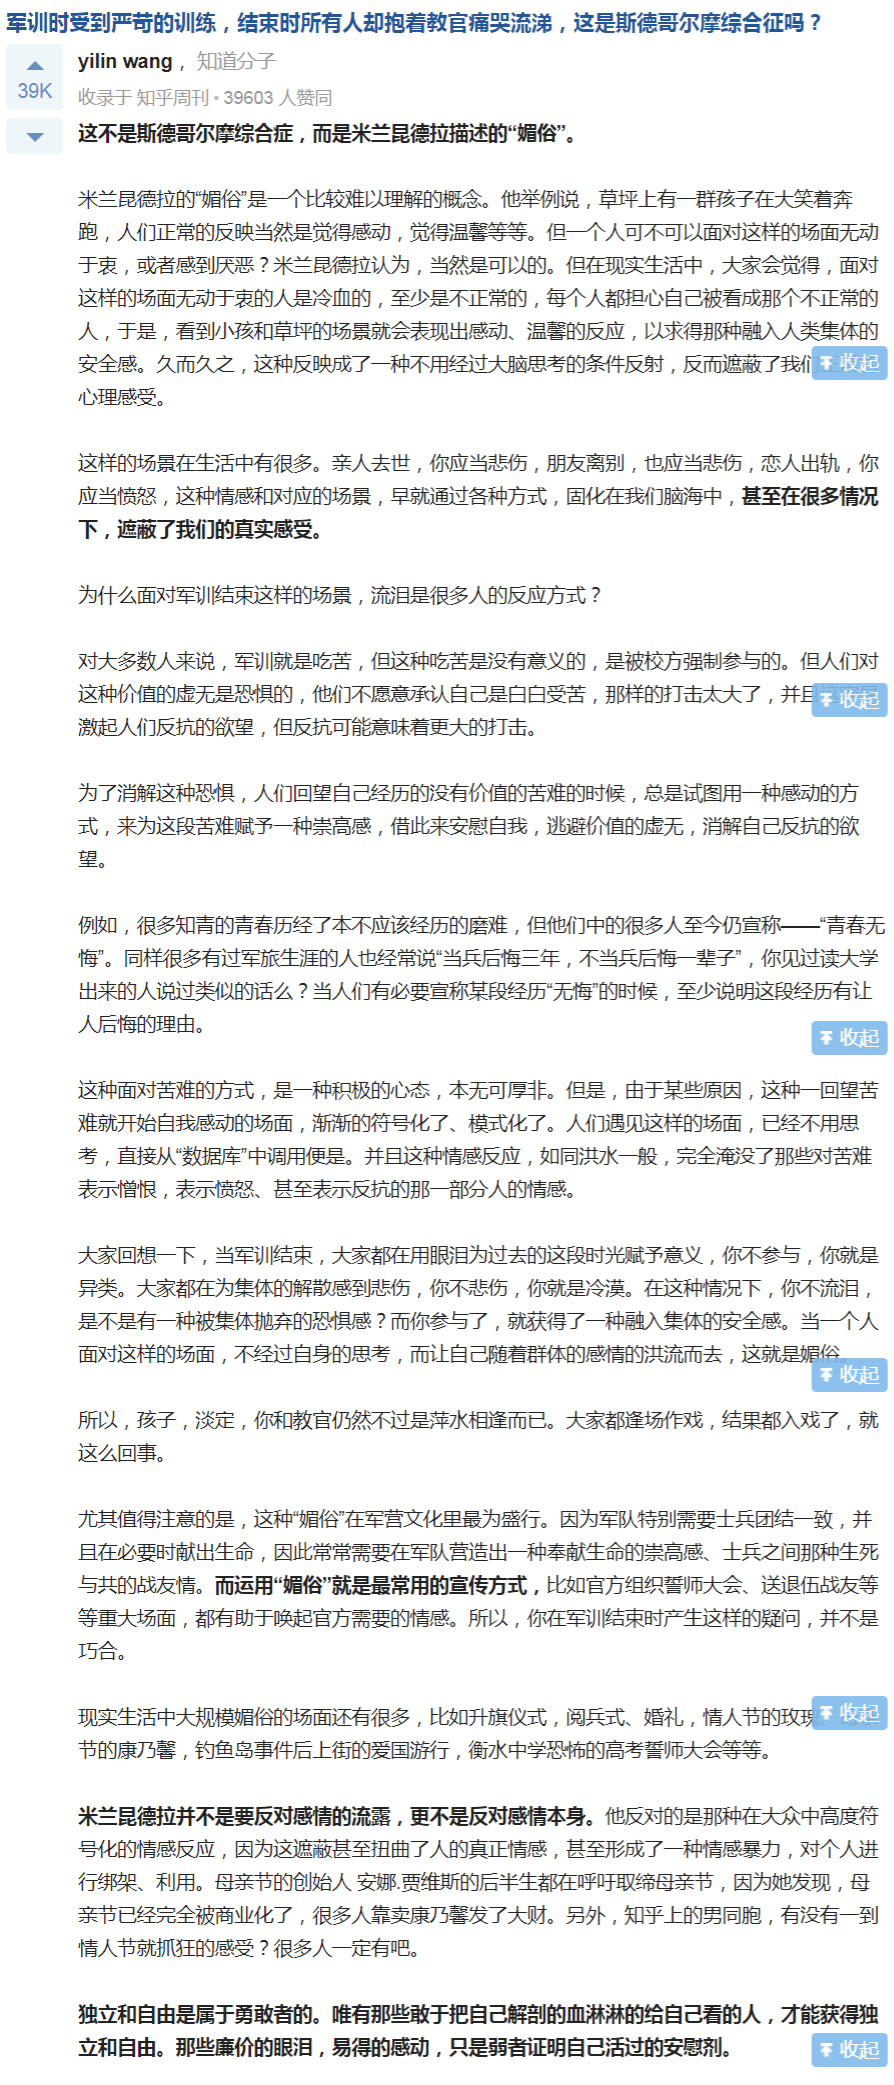 军训时受到严苛的训练，结束时所有人却抱着教官痛哭流涕，这是斯德哥尔摩综合征吗？
39K
yilin wang，知道分子
收录于 知乎周刊 • 39603 人赞同
这不是斯德哥尔摩综合症，而是米兰昆德拉描述的“媚俗”。
米兰昆德拉的“媚俗”是一个比较难以理解的概念。他举例说，草坪上有一群孩子在大笑着奔
跑，人们正常的反映当然是觉得感动，觉得温馨等等。但一个人可不可以面对这样的场面无动
于衷，或者感到厌恶？米兰昆德拉认为，当然是可以的。但在现实生活中，大家会觉得，面对
这样的场面无动于衷的人是冷血的，至少是不正常的，每个人都担心自己被看成那个不正常的
人，于是，看到小孩和草坪的场景就会表现出感动、温馨的反应，以求得那种融入人类集体的
安全感。久而久之，这种反映成了一种不用经过大脑思考的条件反射，反而遮蔽了我们
收起
心理感受。
这样的场景在生活中有很多。亲人去世，你应当悲伤，朋友离别，也应当悲伤，恋人出轨，你
应当愤怒，这种情感和对应的场景，早就通过各种方式，固化在我们脑海中，甚至在很多情况
下，遮蔽了我们的真实感受。
为什么面对军训结束这样的场景，流泪是很多人的反应方式？
对大多数人来说，军训就是吃苦，但这种吃苦是没有意义的，是被校方强制参与的。但人们对
这种价值的虚无是恐惧的，他们不愿意承认自己是白白受苦，那样的打击太大了，并且
收起
激起人们反抗的欲望，但反抗可能意味着更大的打击。
为了消解这种恐惧，人们回望自己经历的没有价值的苦难的时候，总是试图用一种感动的方
式，来为这段苦难赋予一种崇高感，借此来安慰自我，逃避价值的虚无，消解自己反抗的欲
望。
例如，很多知青的青春历经了本不应该经历的磨难，但他们中的很多人至今仍宣称——“青春无
悔”。同样很多有过军旅生涯的人也经常说“当兵后悔三年，不当兵后悔一辈子”，你见过读大学
出来的人说过类似的话么？当人们有必要宣称某段经历“无悔”的时候，至少说明这段经历有让
人后悔的理由。
收起
这种面对苦难的方式，是一种积极的心态，本无可厚非。但是，由于某些原因，这种一回望苦
难就开始自我感动的场面，渐渐的符号化了、模式化了。人们遇见这样的场面，已经不用思
考，直接从“数据库”中调用便是。并且这种情感反应，如同洪水一般，完全淹没了那些对苦难
表示憎恨，表示愤怒、甚至表示反抗的那一部分人的情感。
大家回想一下，当军训结束，大家都在用眼泪为过去的这段时光赋予意义，你不参与，你就是
异类。大家都在为集体的解散感到悲伤，你不悲伤，你就是冷漠。在这种情况下，你不流泪，
是不是有一种被集体抛弃的恐惧感？而你参与了，就获得了一种融入集体的安全感。当一个人
面对这样的场面，不经过自身的思考，而让自己随着群体的感情的洪流而去，这就是媚俗。
收起
所以，孩子，淡定，你和教官仍然不过是萍水相逢而已。大家都逢场作戏，结果都入戏了，就
这么回事。
尤其值得注意的是，这种“媚俗”在军营文化里最为盛行。因为军队特别需要士兵团结一致，并
且在必要时献出生命，因此常常需要在军队营造出一种奉献生命的崇高感、士兵之间那种生死
与共的战友情。而运用“媚俗”就是最常用的宣传方式，比如官方组织誓师大会、送退伍战友等
等重大场面，都有助于唤起官方需要的情感。所以，你在军训结束时产生这样的疑问，并不是
巧合。
现实生活中大规模媚俗的场面还有很多，比如升旗仪式，阅兵式、婚礼，情人节的玫瑰
收起
节的康乃馨，钓鱼岛事件后上街的爱国游行，衡水中学恐怖的高考誓师大会等等。
米兰昆德拉并不是要反对感情的流露，更不是反对感情本身。他反对的是那种在大众中高度符
号化的情感反应，因为这遮蔽甚至扭曲了人的真正情感，甚至形成了一种情感暴力，对个人进
行绑架、利用。母亲节的创始人 安娜.贾维斯的后半生都在呼吁取缔母亲节，因为她发现，母
亲节已经完全被商业化了，很多人靠卖康乃馨发了大财。另外，知乎上的男同胞，有没有一到
情人节就抓狂的感受？很多人一定有吧。
独立和自由是属于勇敢者的。唯有那些敢于把自己解剖的血淋淋的给自己看的人，才能获得独
立和自由。那些廉价的眼泪，易得的感动，只是弱者证明自己活过的安慰剂。
收起